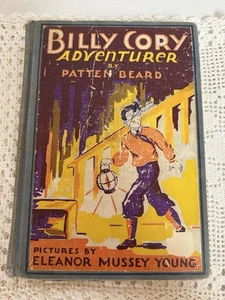 BILLY CORY
ADVENTURER
BY
PATTEN BEARD
PICTURES BY
ELEANOR MUSSEY YOUNG